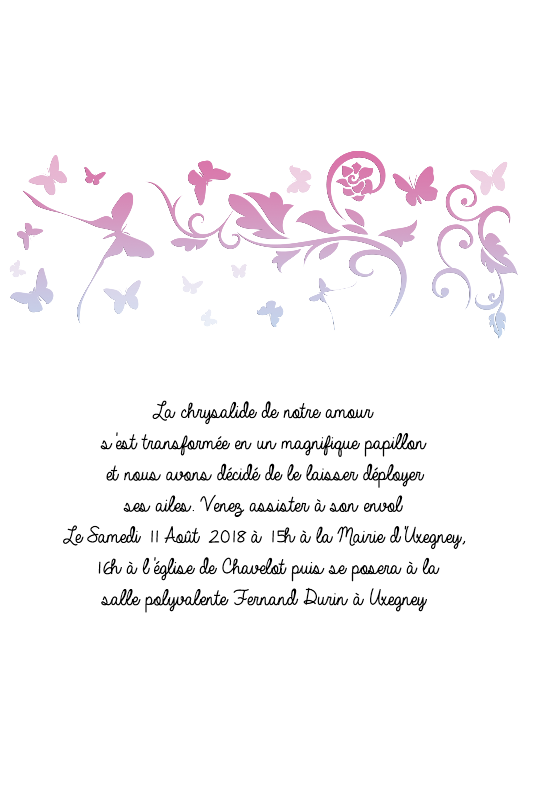 La chrysalide de notre amour
s'est transformée en un magnifique papillon
et nous avons décidé de le laisser déployer
ses ailes. Venez assister à son envol
Le Samedi 11 Août 2018 à 15h à la Mairie d'Uxegney,
16h à l'église de Chavelot puis se posera à la
salle polyvalente Fernand Durin à Uxegney